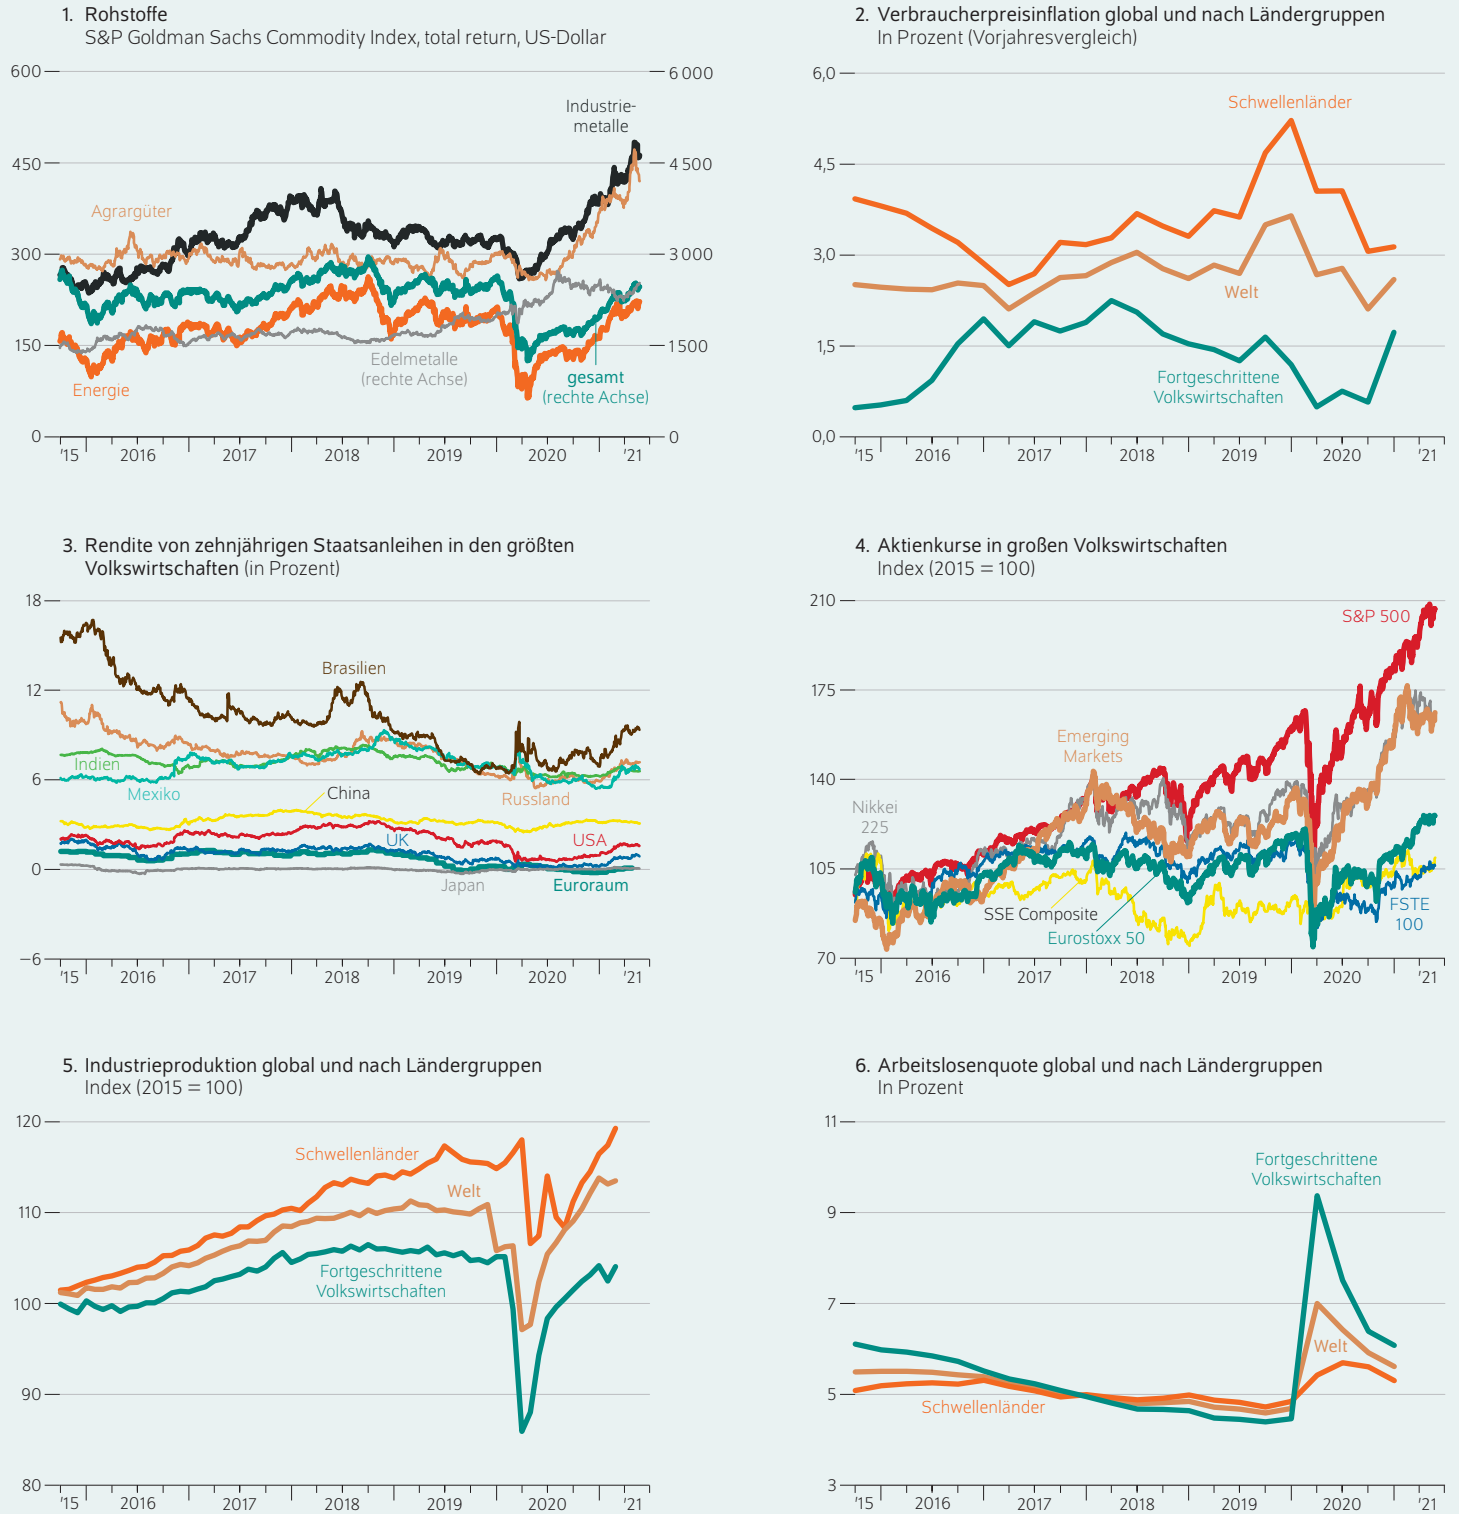 1. Rohstoffe
S&P Goldman Sachs Commodity Index, total return, US-Dollar
600
6 000
Industrie-
metalle
450
4 500
Agrargüter
300
3 000
150
1 500
Edelmetalle
(rechte Achse)
gesamt
(rechte Achse)
Energie
0
0
'15 2016 2017 2018 2019 2020 '21
2. Verbraucherpreisinflation global und nach Ländergruppen
In Prozent (Vorjahresvergleich)
6,0
Schwellenländer
4,5
3,0
Welt
1,5
Fortgeschrittene
Volkswirtschaften
0,0
'15 2016 2017 2018 2019 2020 '21
3. Rendite von zehnjährigen Staatsanleihen in den größten
Volkswirtschaften (in Prozent)
18
Brasilien
12
Indien
6
Mexiko
China
Russland
UK
USA
0
Japan
Euroraum
−6
'15 2016 2017 2018 2019 2020 '21
4. Aktienkurse in großen Volkswirtschaften
Index (2015 = 100)
210
S&P 500
175
Emerging
Markets
140
Nikkei
225
105
SSE Composite
FSTE
100
Eurostoxx 50
70
'15 2016 2017 2018 2019 2020 '21
5. Industrieproduktion global und nach Ländergruppen
Index (2015 = 100)
120
Schwellenländer
Welt
110
Fortgeschrittene
Volkswirtschaften
100
90
80
'15 2016 2017 2018 2019 2020 '21
6. Arbeitslosenquote global und nach Ländergruppen
In Prozent
11
Fortgeschrittene
Volkswirtschaften
9
7
Welt
5
Schwellenländer
3
'15 2016 2017 2018 2019 2020 '21